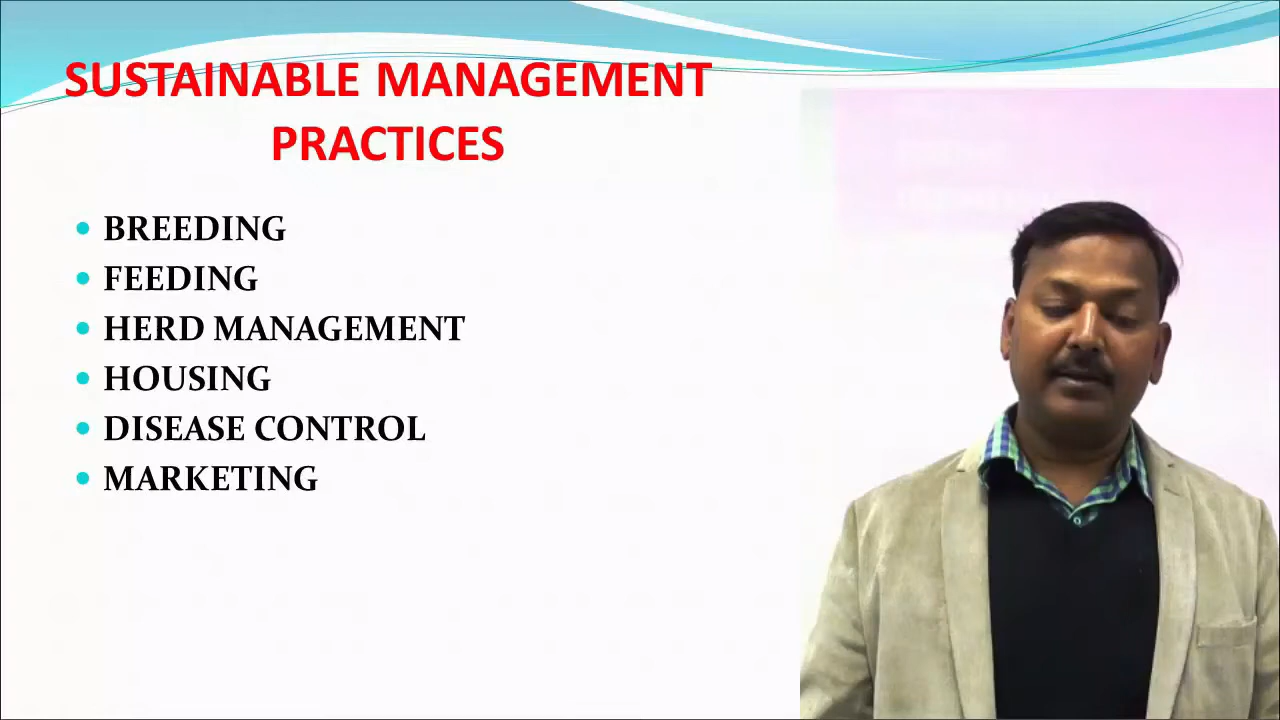 SUSTAINABLE MANAGEMENT
PRACTICES
BREEDING
FEEDING
HERD MANAGEMENT
HOUSING
DISEASE CONTROL
MARKETING